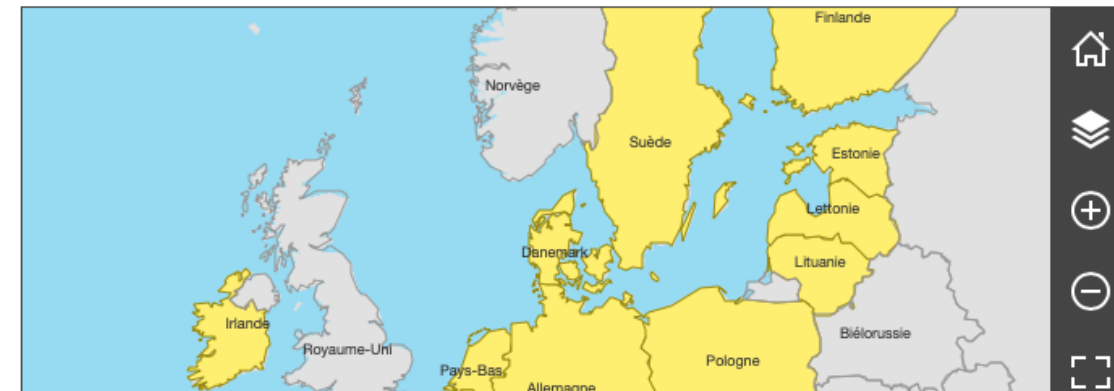 Finlande
Norvège
Suède
Estonie
Lettonie
Danemark
Lituanie
Irlande
Royaume-Uni
Biélorussie
Pologne
Pays-Bas
Allemagne